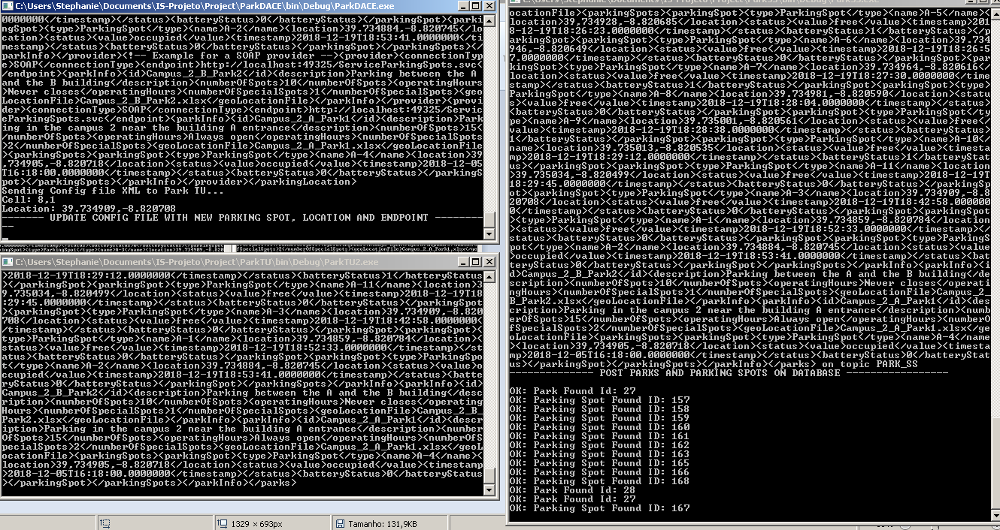 C:\Users\Stephanie\Documents\IS-Projeto\Project\ParkDACE\bin\Debug\ParkDACE.exe
0000000</timestamp></status><batteryStatus>0</batteryStatus></parkingSpot><parki
ngSpot><type>ParkingSpot</type><name>A-2</name><location>39.734884,-8.820745</lo
cation><status><value>occupied</value><timestamp>2018-12-19T18:53:41.0000000</ti
mestamp></status><batteryStatus>0</batteryStatus></parkingSpot></parkingSpots></
parkInfo></provider><!-- Example for a SOAP provider --><provider><connectionTyp
e>SOAP</connectionType><endpoint>http://localhost:49325/ServiceParkingSpots.svc<
/endpoint><parkInfo><id>Campus_2_B_Park2</id><description>Parking between the A
and the B building</description><numberOfSpots>10</numberOfSpots><operatingHours
>Never closes</operatingHours><numberOfSpecialSpots>1</numberOfSpecialSpots><geo
LocationFile>Campus_2_B_Park2.xlsx</geoLocationFile></parkInfo></provider><provi
der><connectionType>SOAP</connectionType><endpoint>http://localhost:49325/Servic
eParkingSpots.svc</endpoint><parkInfo><id>Campus_2_A_Park1</id><description>Park
ing in the campus 2 near the building A entrance</description><numberOfSpots>15<
/numberOfSpots><operatingHours>Always open</operatingHours><numberOfSpecialSpots
>2</numberOfSpecialSpots><geoLocationFile>Campus_2_A_Park1.xlsx</geoLocationFile
><parkingSpots><parkingSpot><type>ParkingSpot</type><name>A-4</name><location>39
.734905,-8.820718</location><status><value>occupied</value><timestamp>2018-12-05
T16:18:00.0000000</timestamp></status><batteryStatus>0</batteryStatus></parkingS
pot></parkingSpots></parkInfo></provider></parkingLocation>
Sending Config file XML to Park TU...
Cell: 8,1
Location: 39.734909,-8.820708
------- UPDATE CONFIG FILE WITH NEW PARKING SPOT, LOCATION AND ENDPOINT --------
--
C:\Users\Stephanie\Documents\IS-Projeto\Project\ParkTU\bin\Debug\ParkTU2.exe
>2018-12-19T18:29:12.0000000</timestamp></status><batteryStatus>1</batteryStatus
></parkingSpot><parkingSpot><type>ParkingSpot</type><name>A-11</name><location>3
9.735034,-8.820499</location><status><value>free</value><timestamp>2018-12-19T18
:29:45.0000000</timestamp></status><batteryStatus>0</batteryStatus></parkingSpot
><parkingSpot><type>ParkingSpot</type><name>A-3</name><location>39.734909,-8.820
708</location><status><value>free</value><timestamp>2018-12-19T18:42:58.0000000<
/timestamp></status><batteryStatus>0</batteryStatus></parkingSpot><parkingSpot><
type>ParkingSpot</type><name>A-1</name><location>39.734859,-8.820784</location><
status><value>free</value><timestamp>2018-12-19T18:52:33.0000000</timestamp></st
atus><batteryStatus>0</batteryStatus></parkingSpot><parkingSpot><type>ParkingSpo
t</type><name>A-2</name><location>39.734884,-8.820745</location><status><value>o
ccupied</value><timestamp>2018-12-19T18:53:41.0000000</timestamp></status><batte
ryStatus>0</batteryStatus></parkingSpot></parkingSpots></parkInfo><parkInfo><id>
Campus_2_B_Park2</id><description>Parking between the A and the B building</desc
ription><numberOfSpots>10</numberOfSpots><operatingHours>Never closes</operating
Hours><numberOfSpecialSpots>1</numberOfSpecialSpots><geoLocationFile>Campus_2_B_
Park2.xlsx</geoLocationFile></parkInfo><parkInfo><id>Campus_2_A_Park1</id><descr
iption>Parking in the campus 2 near the building A entrance</description><number
OfSpots>15</numberOfSpots><operatingHours>Always open</operatingHours><numberOfS
pecialSpots>2</numberOfSpecialSpots><geoLocationFile>Campus_2_A_Park1.xlsx</geoL
ocationFile><parkingSpots><parkingSpot><type>ParkingSpot</type><name>A-4</name><
location>39,734905,-8.820718</location><status><value>occupied</value><timestamp
>2018-12-05T16:18:00.0000000</timestamp></status><batteryStatus>0</batteryStatus
></parkingSpot></parkingSpots></parkInfo></parks>
1329 × 693px
Tamanho: 131,9KB
ocationFile><parkingSpots><parkingSpot><type>ParkingSpot</type><name>A-5</name><
location>39,734928,-8.820685</location><status><value>free</value><timestamp>201
8-12-19T18:26:23.0000000</timestamp></status><batteryStatus>1</batteryStatus></p
arkingSpot><parkingSpot><type>ParkingSpot</type><name>A-6</name><location>39.734
946,-8.820649</location><status><value>free</value><timestamp>2018-12-19T18:26:5
7.0000000</timestamp></status><batteryStatus>0</batteryStatus></parkingSpot><par
kingSpot><type>ParkingSpot</type><name>A-7</name><location>39.734964,-8.820616</
location><status><value>free</value><timestamp>2018-12-19T18:27:30.0000000</time
stamp></status><batteryStatus>1</batteryStatus></parkingSpot><parkingSpot><type>
ParkingSpot</type><name>A-8</name><location>39.734981,-8.820590</location><statu
s><value>free</value><timestamp>2018-12-19T18:28:04.0000000</timestamp></status>
<batteryStatus>0</batteryStatus></parkingSpot><parkingSpot><type>ParkingSpot</ty
pe><name>A-9</name><location>39.735001,-8.820561</location><status><value>free</
value><timestamp>2018-12-19T18:28:38.0000000</timestamp></status><batteryStatus>
1</batteryStatus></parkingSpot><parkingSpot><type>ParkingSpot</type><name>A-10</
name><location>39.735013,-8.820535</location><status><value>free</value><timesta
mp>2018-12-19T18:29:12.0000000</timestamp></status><batteryStatus>1</batteryStat
us></parkingSpot><parkingSpot><type>ParkingSpot</type><name>A-11</name><location
>39.735034,-8.820499</location><status><value>free</value><timestamp>2018-12-19T
18:29:45.0000000</timestamp></status><batteryStatus>0</batteryStatus></parkingSp
ot><parkingSpot><type>ParkingSpot</type><name>A-3</name><location>39.734909,-8.8
20708</location><status><value>free</value><timestamp>2018-12-19T18:42:58.000000
0</timestamp></status><batteryStatus>0</batteryStatus></parkingSpot><parkingSpot
><type>ParkingSpot</type><name>A-1</name><location>39.734859,-8.820784</location
><status><value>free</value><timestamp>2018-12-19T18:52:33.0000000</timestamp></
status><batteryStatus>0</batteryStatus></parkingSpot><parkingSpot><type>ParkingS
pot</type><name>A-2</name><location>39.734884,-8.820745</location><status><value
>occupied</value><timestamp>2018-12-19T18:53:41.0000000</timestamp></status><bat
teryStatus>0</batteryStatus></parkingSpot></parkingSpots></parkInfo><parkInfo><i
d>Campus_2_B_Park2</id><description>Parking between the A and the B building</de
scription><numberOfSpots>10</numberOfSpots><operatingHours>Never closes</operati
ngHours><numberOfSpecialSpots>1</numberOfSpecialSpots><geoLocationFile>Campus_2_
B_Park2.xlsx</geoLocationFile></parkInfo><parkInfo><id>Campus_2_A_Park1</id><des
cription>Parking in the campus 2 near the building A entrance</description><numb
erOfSpots>15</numberOfSpots><operatingHours>Always open</operatingHours><numberO
fSpecialSpots>2</numberOfSpecialSpots><geoLocationFile>Campus_2_A_Park1.xlsx</ge
oLocationFile><parkingSpots><parkingSpot><type>ParkingSpot</type><name>A-4</name
><location>39,734905,-8.820718</location><status><value>occupied</value><timesta
mp>2018-12-05T16:18:00.0000000</timestamp></status><batteryStatus>0</batteryStat
us></parkingSpot></parkingSpots></parkInfo></parks> on topic PARK_SS
-------------- POST PARKS AND PARKING SPOTS ON DATABASE -----------------
OK: Park Found Id: 27
OK: Parking Spot Found ID: 157
OK: Parking Spot Found ID: 158
OK: Parking Spot Found ID: 159
OK: Parking Spot Found ID: 160
OK: Parking Spot Found ID: 161
OK: Parking Spot Found ID: 162
OK: Parking Spot Found ID: 163
OK: Parking Spot Found ID: 165
OK: Parking Spot Found ID: 166
OK: Parking Spot Found ID: 168
OK: Park Found Id: 28
OK: Park Found Id: 27
OK: Parking Spot Found ID: 167